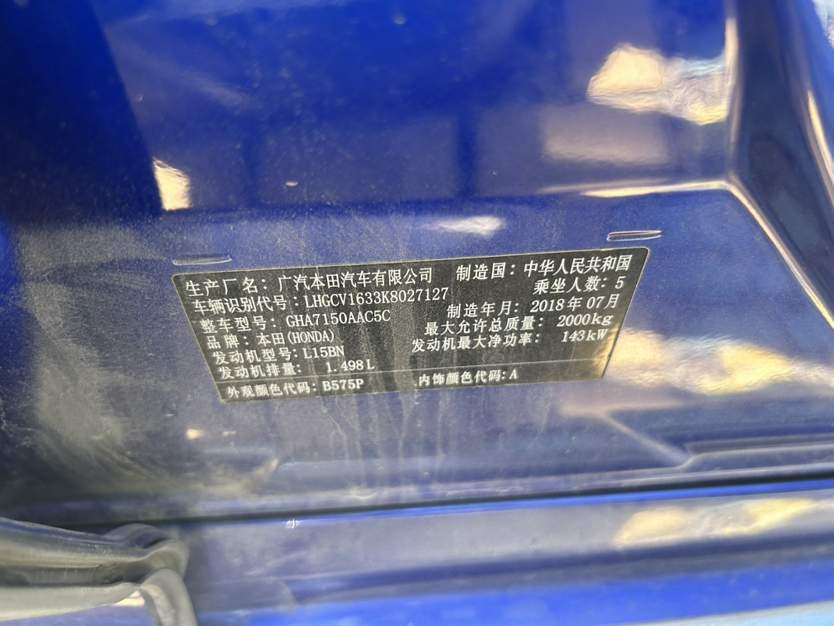 生产厂名：广汽本田汽车有限公司 制造国：中华人民共和国
车辆识别代号：LHGCV1633K8027127 乘坐人数：5
整车型号：GHA7150AAC5C 制造年月：2018年07月
品牌：本田(HONDA) 最大允许总质量：2000kg
发动机型号：L15BN 发动机最大净功率：143kW
发动机排量：1.498L
外观颜色代码：B575P 内饰颜色代码：A